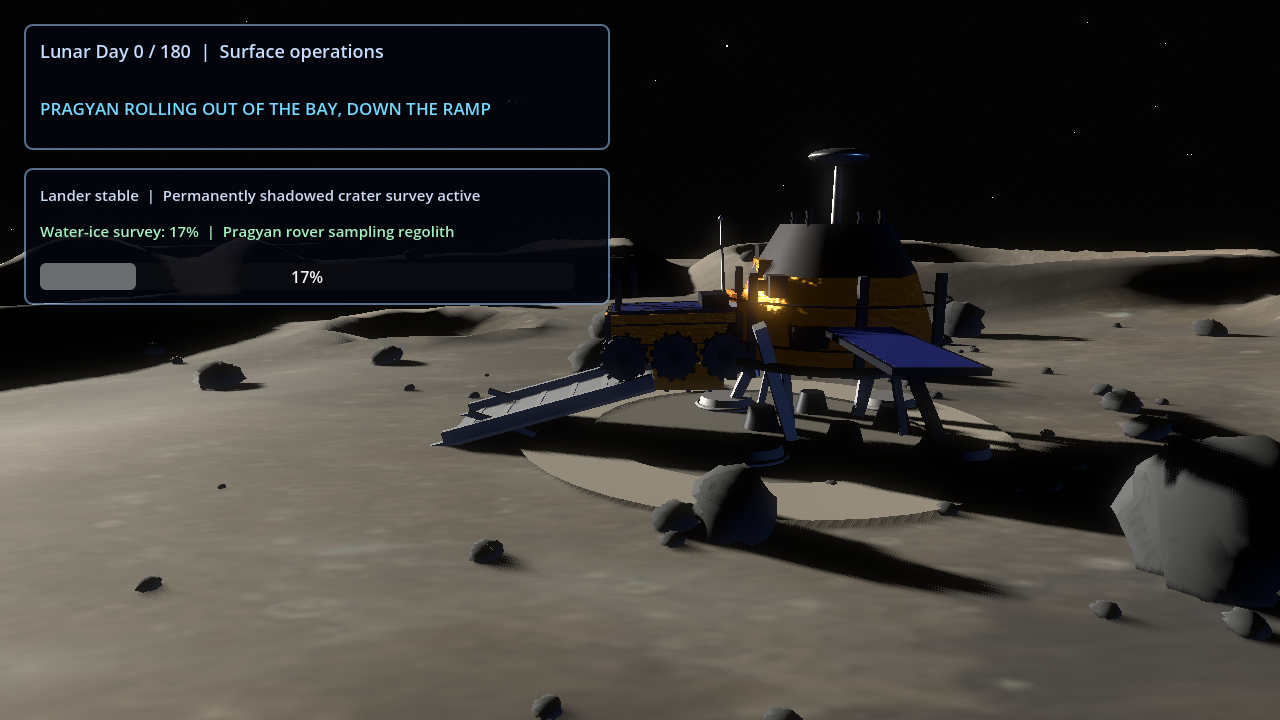 Lunar Day 0 / 180 | Surface operations
PRAGYAN ROLLING OUT OF THE BAY, DOWN THE RAMP
Lander stable | Permanently shadowed crater survey active
Water-ice survey: 17% | Pragyan rover sampling regolith
17%